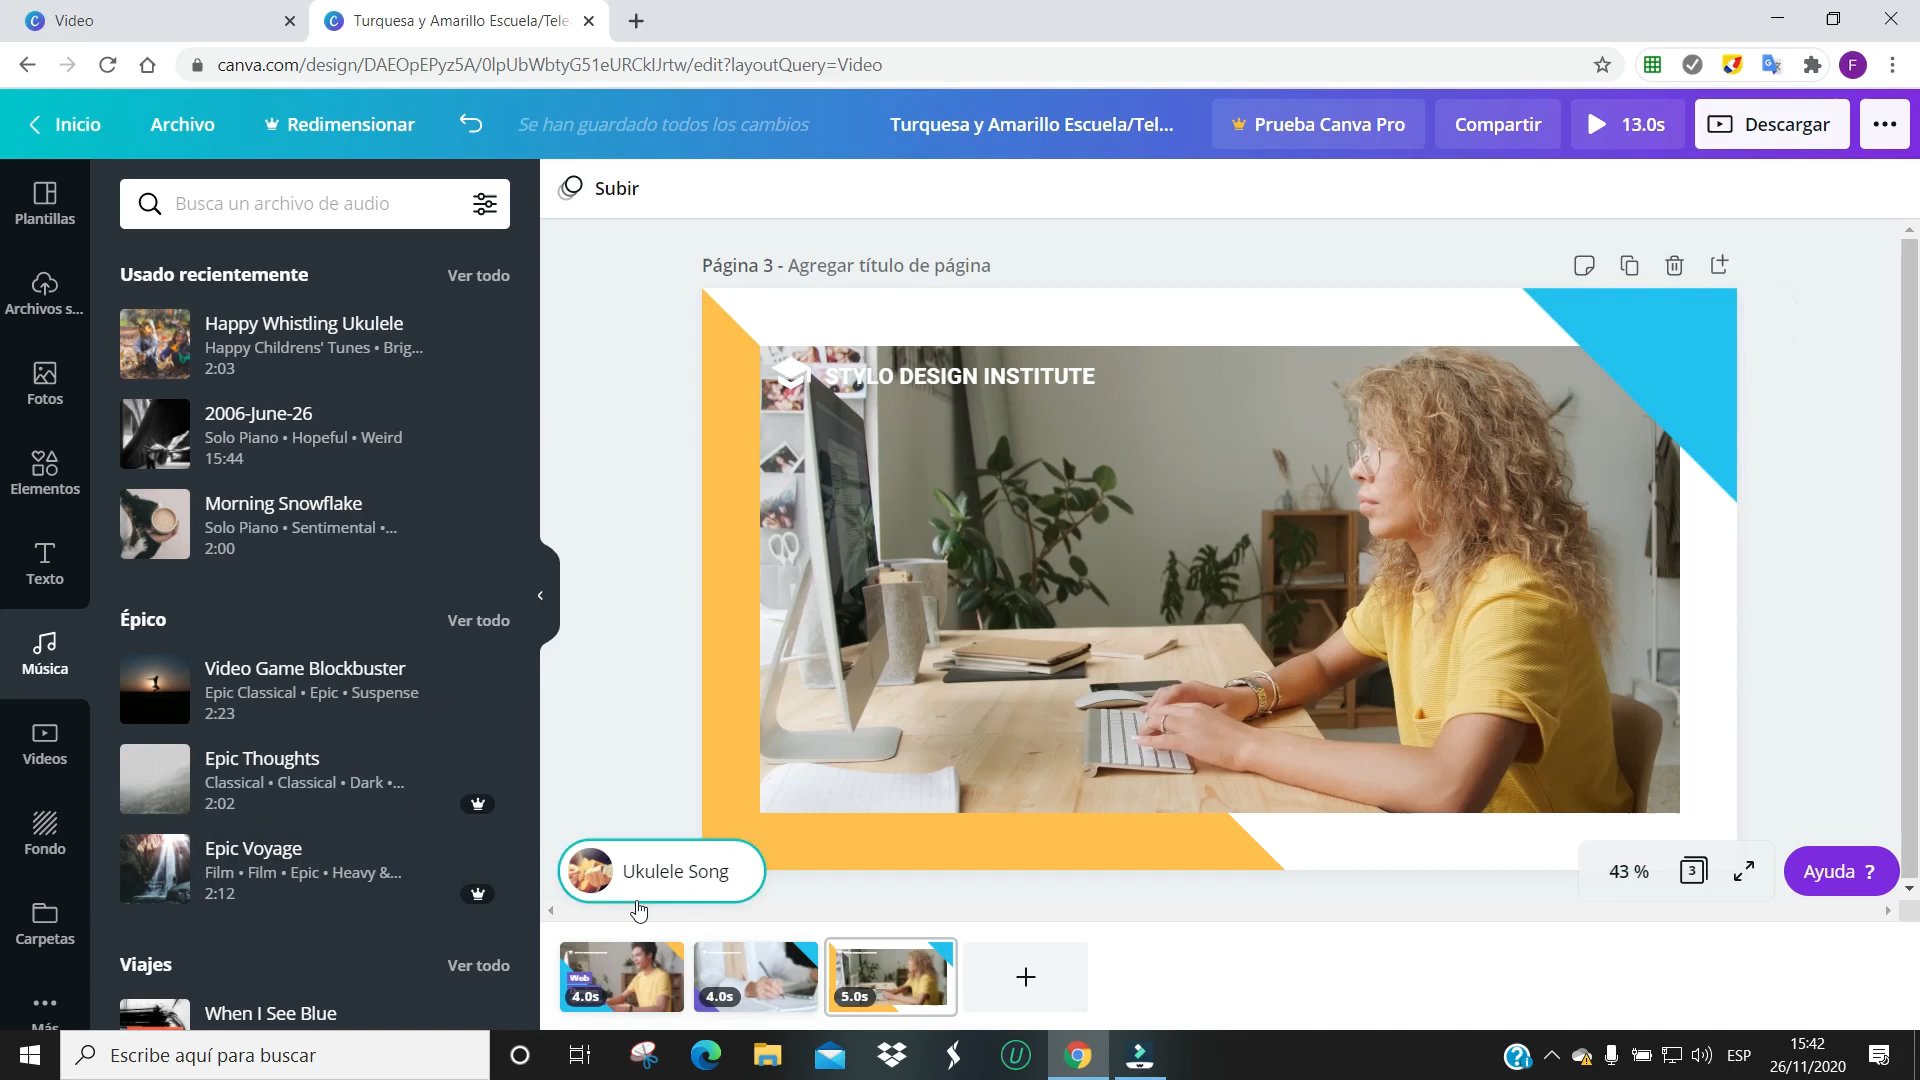 Video
Turquesa y Amarillo Escuela/Tele
canva.com/design/DAEOpEPyz5A/0lpUbWbtyG51eURCklJrtw/edit?layoutQuery=Video
F
Inicio
Archivo
Redimensionar
Se han guardado todos los cambios
Turquesa y Amarillo Escuela/Tel...
Prueba Canva Pro
Compartir
13.0s
Descargar
Plantillas
Archivos s...
Fotos
Elementos
Texto
Música
Videos
Fondo
Carpetas
Más
Busca un archivo de audio
Usado recientemente
Ver todo
Happy Whistling Ukulele
Happy Childrens' Tunes • Brig...
2:03
2006-June-26
Solo Piano • Hopeful • Weird
15:44
Morning Snowflake
Solo Piano • Sentimental •...
2:00
Épico
Ver todo
Video Game Blockbuster
Epic Classical • Epic • Suspense
2:23
Epic Thoughts
Classical • Classical • Dark •...
2:02
Epic Voyage
Film • Film • Epic • Heavy &...
2:12
Viajes
Ver todo
When I See Blue
Subir
Página 3 - Agregar título de página
STYLO DESIGN INSTITUTE
Ukulele Song
43 %
3
Ayuda ?
Web
4.0s
4.0s
5.0s
Escribe aquí para buscar
ESP
15:42
26/11/2020